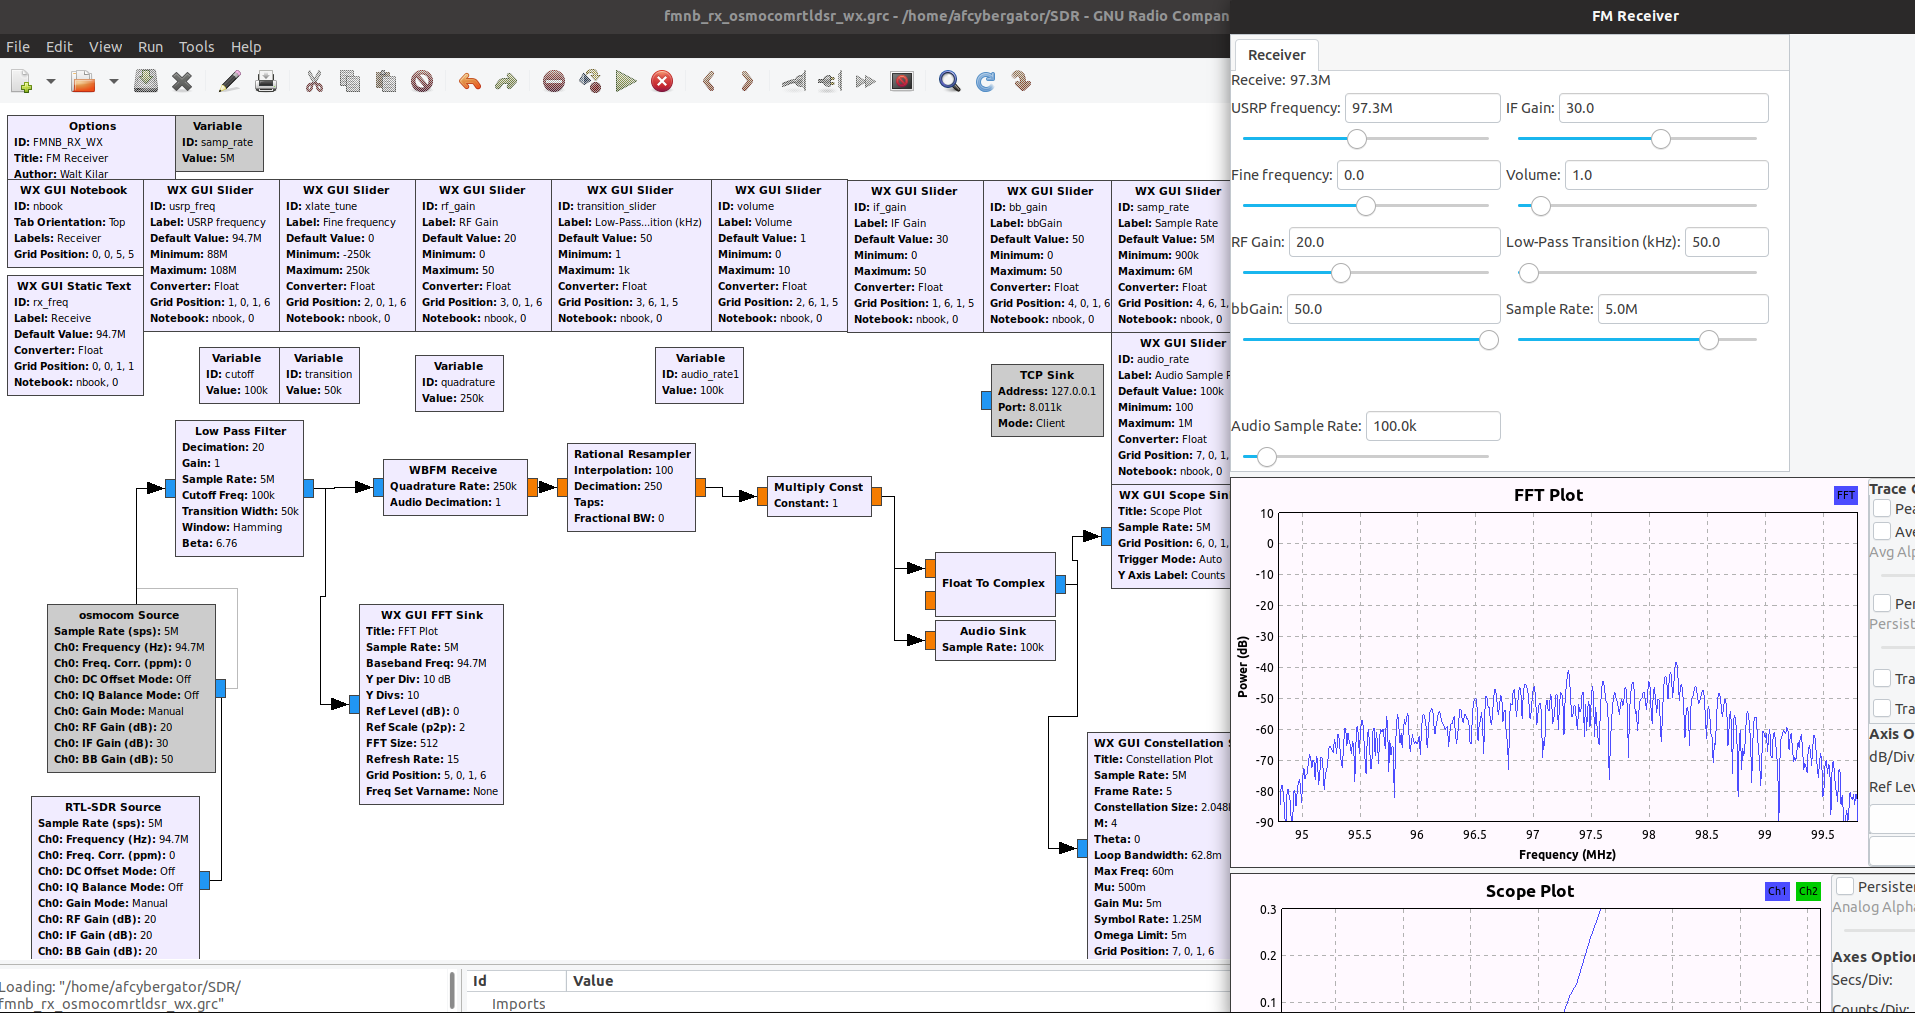 fmnb_rx_osmocomrtldsr_wx.grc - /home/afcybergator/SDR - GNU Radio Compan
File Edit View Run Tools Help
Options
ID: FMNB_RX_WX
Title: FM Receiver
Author: Walt Kilar
Variable
ID: samp_rate
Value: 5M
WX GUI Notebook
ID: nbook
Tab Orientation: Top
Labels: Receiver
Grid Position: 0, 0, 5, 5
WX GUI Slider
ID: usrp_freq
Label: USRP frequency
Default Value: 94.7M
Minimum: 88M
Maximum: 108M
Converter: Float
Grid Position: 1, 0, 1, 6
Notebook: nbook, 0
WX GUI Slider
ID: xlate_tune
Label: Fine frequency
Default Value: 0
Minimum: -250k
Maximum: 250k
Converter: Float
Grid Position: 2, 0, 1, 6
Notebook: nbook, 0
WX GUI Slider
ID: rf_gain
Label: RF Gain
Default Value: 20
Minimum: 0
Maximum: 50
Converter: Float
Grid Position: 3, 0, 1, 6
Notebook: nbook, 0
WX GUI Slider
ID: transition_slider
Label: Low-Pass...ition (kHz)
Default Value: 50
Minimum: 1
Maximum: 1k
Converter: Float
Grid Position: 3, 6, 1, 5
Notebook: nbook, 0
WX GUI Slider
ID: volume
Label: Volume
Default Value: 1
Minimum: 0
Maximum: 10
Converter: Float
Grid Position: 2, 6, 1, 5
Notebook: nbook, 0
WX GUI Slider
ID: if_gain
Label: IF Gain
Default Value: 30
Minimum: 0
Maximum: 50
Converter: Float
Grid Position: 1, 6, 1, 5
Notebook: nbook, 0
WX GUI Slider
ID: bb_gain
Label: bbGain
Default Value: 50
Minimum: 0
Maximum: 50
Converter: Float
Grid Position: 4, 0, 1, 6
Notebook: nbook, 0
WX GUI Slider
ID: samp_rate
Label: Sample Rate
Default Value: 5M
Minimum: 900k
Maximum: 6M
Converter: Float
Grid Position: 4, 6, 1,
Notebook: nbook, 0
WX GUI Static Text
ID: rx_freq
Label: Receive
Default Value: 94.7M
Converter: Float
Grid Position: 0, 0, 1, 1
Notebook: nbook, 0
Variable
ID: cutoff
Value: 100k
Variable
ID: transition
Value: 50k
Variable
ID: quadrature
Value: 250k
Variable
ID: audio_rate1
Value: 100k
TCP Sink
Address: 127.0.0.1
Port: 8.011k
Mode: Client
WX GUI Slider
ID: audio_rate
Label: Audio Sample R
Default Value: 100k
Minimum: 100
Maximum: 1M
Converter: Float
Grid Position: 7, 0, 1,
Notebook: nbook, 0
Low Pass Filter
Decimation: 20
Gain: 1
Sample Rate: 5M
Cutoff Freq: 100k
Transition Width: 50k
Window: Hamming
Beta: 6.76
WBFM Receive
Quadrature Rate: 250k
Audio Decimation: 1
Rational Resampler
Interpolation: 100
Decimation: 250
Taps:
Fractional BW: 0
Multiply Const
Constant: 1
WX GUI Scope Sin
Title: Scope Plot
Sample Rate: 5M
Grid Position: 6, 0, 1,
Trigger Mode: Auto
Y Axis Label: Counts
Float To Complex
Audio Sink
Sample Rate: 100k
osmocom Source
Sample Rate (sps): 5M
Ch0: Frequency (Hz): 94.7M
Ch0: Freq. Corr. (ppm): 0
Ch0: DC Offset Mode: Off
Ch0: IQ Balance Mode: Off
Ch0: Gain Mode: Manual
Ch0: RF Gain (dB): 20
Ch0: IF Gain (dB): 30
Ch0: BB Gain (dB): 50
WX GUI FFT Sink
Title: FFT Plot
Sample Rate: 5M
Baseband Freq: 94.7M
Y per Div: 10 dB
Y Divs: 10
Ref Level (dB): 0
Ref Scale (p2p): 2
FFT Size: 512
Refresh Rate: 15
Grid Position: 5, 0, 1, 6
Freq Set Varname: None
WX GUI Constellation S
Title: Constellation Plot
Sample Rate: 5M
Frame Rate: 5
Constellation Size: 2.048
M: 4
Theta: 0
Loop Bandwidth: 62.8m
Max Freq: 60m
Mu: 500m
Gain Mu: 5m
Symbol Rate: 1.25M
Omega Limit: 5m
Grid Position: 7, 0, 1, 6
RTL-SDR Source
Sample Rate (sps): 5M
Ch0: Frequency (Hz): 94.7M
Ch0: Freq. Corr. (ppm): 0
Ch0: DC Offset Mode: Off
Ch0: IQ Balance Mode: Off
Ch0: Gain Mode: Manual
Ch0: RF Gain (dB): 20
Ch0: IF Gain (dB): 20
Ch0: BB Gain (dB): 20
Loading: "/home/afcybergator/SDR/
fmnb_rx_osmocomrtldsr_wx.grc"
Id Value
Imports
FM Receiver
Receiver
Receive: 97.3M
USRP frequency: 97.3M IF Gain: 30.0
Fine frequency: 0.0 Volume: 1.0
RF Gain: 20.0 Low-Pass Transition (kHz): 50.0
bbGain: 50.0 Sample Rate: 5.0M
Audio Sample Rate: 100.0k
FFT Plot
FFT
Power (dB)
10
0
-10
-20
-30
-40
-50
-60
-70
-80
-90
95 95.5 96 96.5 97 97.5 98 98.5 99 99.5
Frequency (MHz)
Trace O
Pea
Ave
Avg Alp
Per
Persist
Tra
Tra
Axis O
dB/Div
Ref Lev
Scope Plot
Ch1 Ch2
0.3
0.2
0.1
Persiste
Analog Alpha
Axes Option
Secs/Div:
Counts/Div: